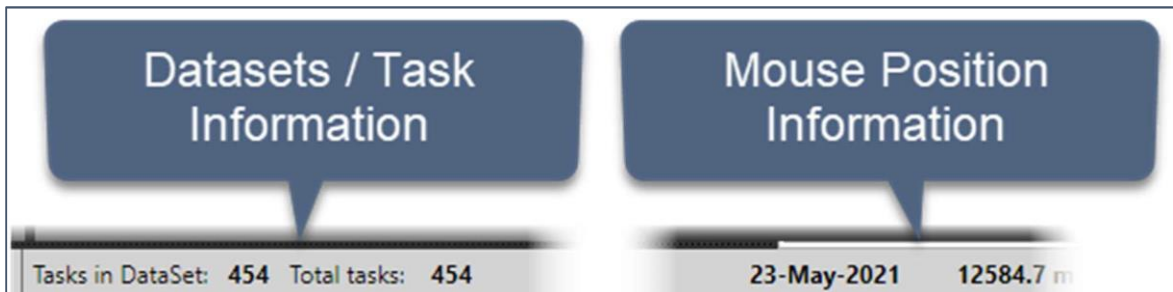 Datasets / Task
Information
Mouse Position
Information
Tasks in DataSet: 454 Total tasks: 454
23-May-2021 12584.7 m